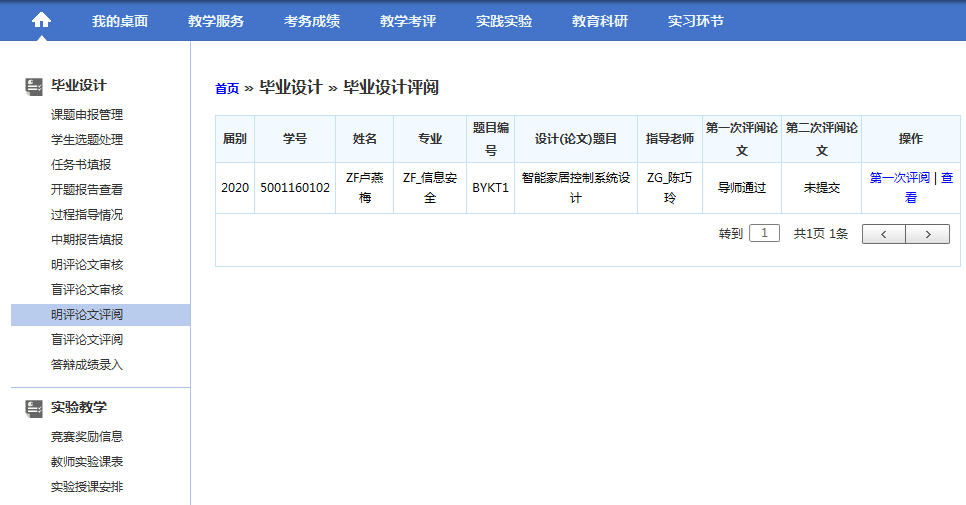 我的桌面 教学服务 考务成绩 教学考评 实践实验 教育科研 实习环节
毕业设计
课题申报管理
学生选题处理
任务书填报
开题报告查看
过程指导情况
中期报告填报
明评论文审核
盲评论文审核
明评论文评阅
盲评论文评阅
答辩成绩录入
实验教学
竞赛奖励信息
教师实验课表
实验授课安排
首页 » 毕业设计 » 毕业设计评阅
届别 学号 姓名 专业 题目编号 设计(论文)题目 指导老师 第一次评阅论文 第二次评阅论文 操作
2020 5001160102 ZF卢燕梅 ZF_信息安全 BYKT1 智能家居控制系统设计 ZG_陈巧玲 导师通过 未提交 第一次评阅 | 查看
转到 1 共1页 1条 < >